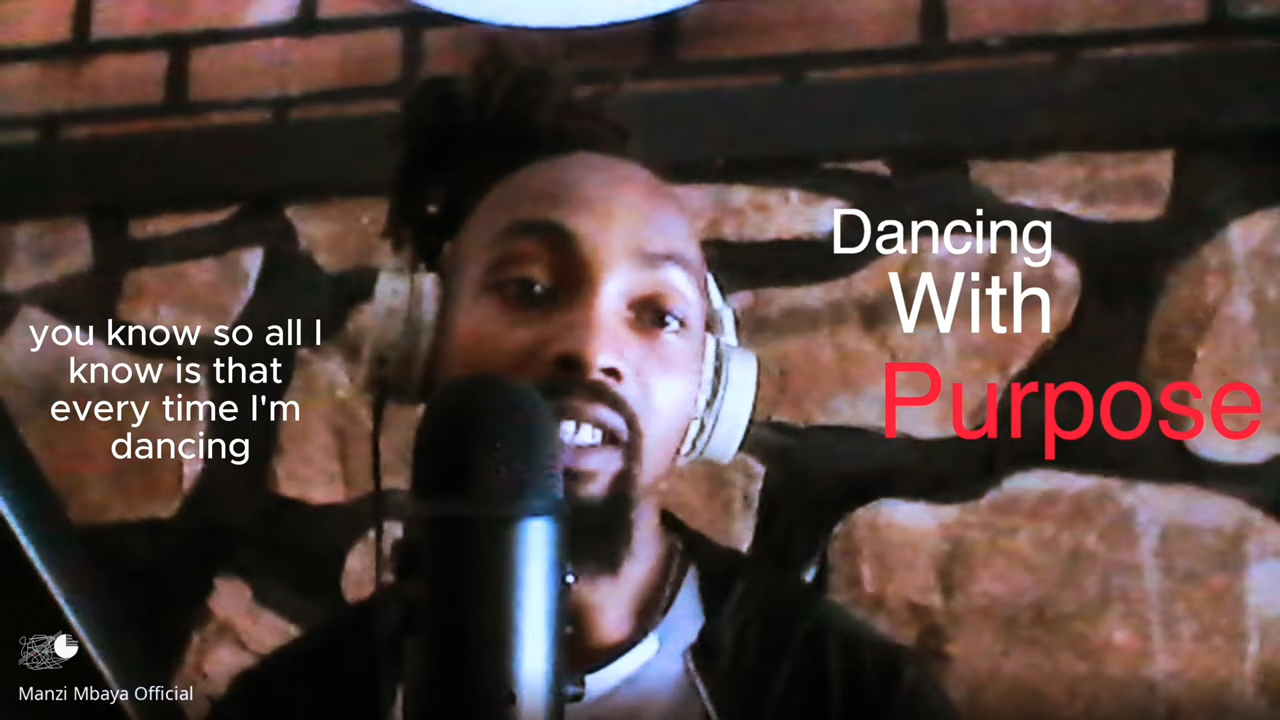 you know so all I
know is that
every time I'm
dancing
Dancing
With
Purpose
Manzi Mbaya Official